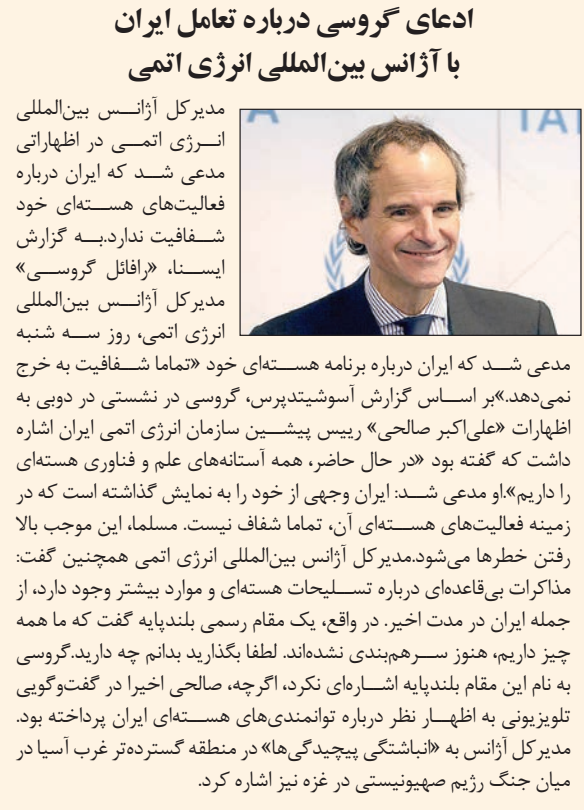 ادعای گروسی درباره تعامل ایران
با آژانس بین‌المللی انرژی اتمی
مدیرکل آژانس بین‌المللی
انرژی اتمی در اظهاراتی
مدعی شد که ایران درباره
فعالیت‌های هسته‌ای خود
شفافیت ندارد.به گزارش
ایسنا، «رافائل گروسی»
مدیرکل آژانس بین‌المللی
انرژی اتمی، روز سه شنبه
مدعی شد که ایران درباره برنامه هسته‌ای خود «تماما شفافیت به خرج
نمی‌دهد.»بر اساس گزارش آسوشیتدپرس، گروسی در نشستی در دوبی به
اظهارات «علی‌اکبر صالحی» رییس پیشین سازمان انرژی اتمی ایران اشاره
داشت که گفته بود «در حال حاضر، همه آستانه‌های علم و فناوری هسته‌ای
را داریم».او مدعی شد: ایران وجهی از خود را به نمایش گذاشته است که در
زمینه فعالیت‌های هسته‌ای آن، تماما شفاف نیست. مسلما، این موجب بالا
رفتن خطرها می‌شود.مدیرکل آژانس بین‌المللی انرژی اتمی همچنین گفت:
مذاکرات بی‌قاعده‌ای درباره تسلیحات هسته‌ای و موارد بیشتر وجود دارد، از
جمله ایران در مدت اخیر. در واقع، یک مقام رسمی بلندپایه گفت که ما همه
چیز داریم، هنوز سرهم‌بندی نشده‌اند. لطفا بگذارید بدانم چه دارید.گروسی
به نام این مقام بلندپایه اشاره‌ای نکرد، اگرچه، صالحی اخیرا در گفت‌وگویی
تلویزیونی به اظهار نظر درباره توانمندی‌های هسته‌ای ایران پرداخته بود.
مدیرکل آژانس به «انباشتگی پیچیدگی‌ها» در منطقه گسترده‌تر غرب آسیا در
میان جنگ رژیم صهیونیستی در غزه نیز اشاره کرد.